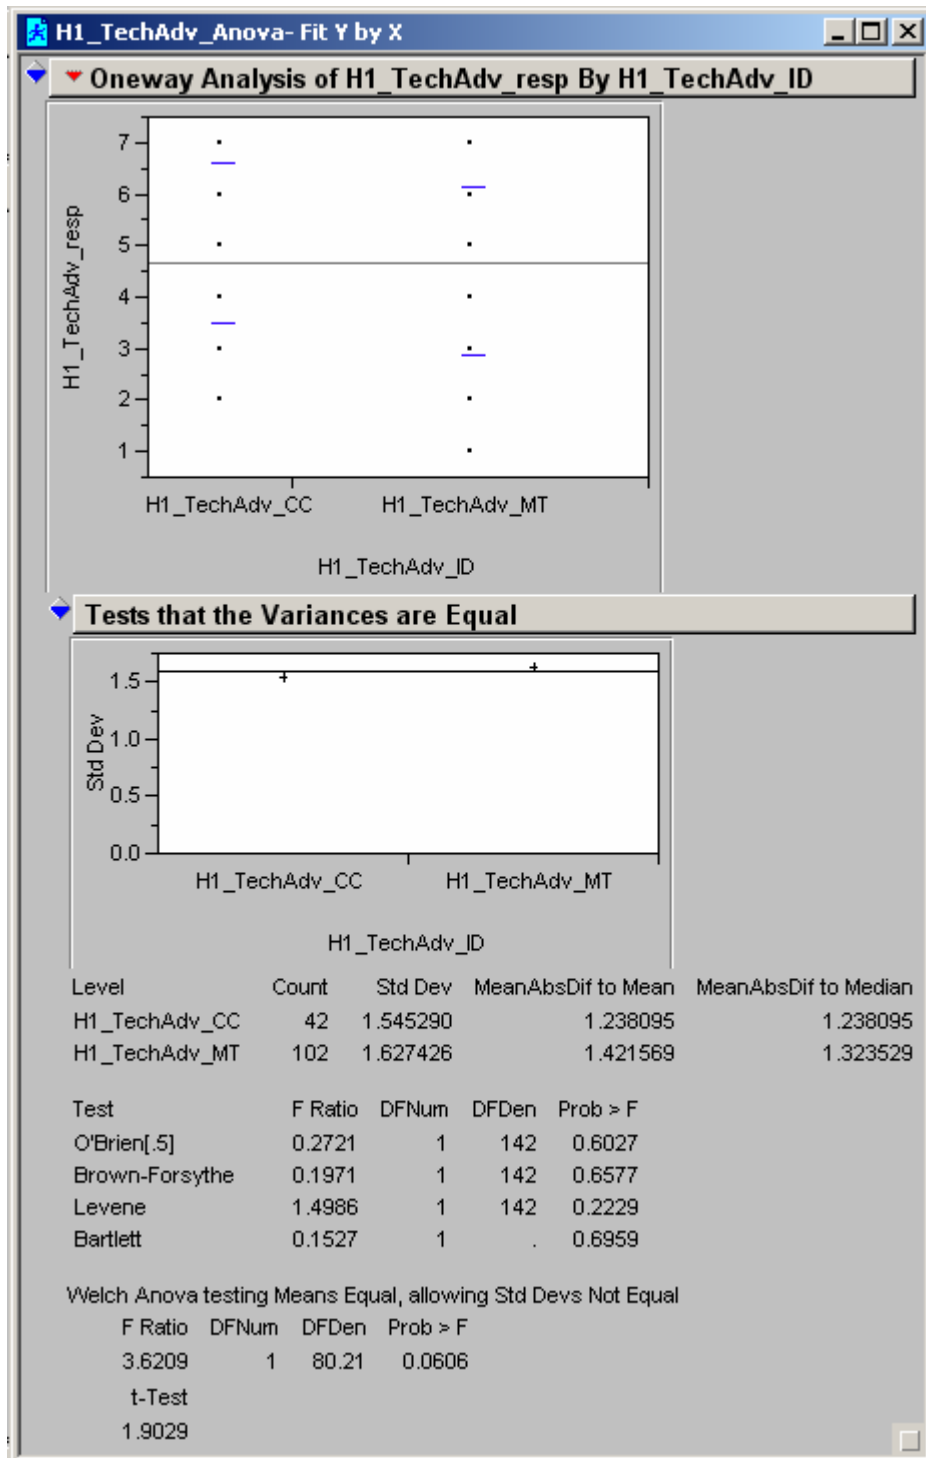 H1_TechAdv_Anova- Fit Y by X
Oneway Analysis of H1_TechAdv_resp By H1_TechAdv_ID
H1_TechAdv_resp
7
6
5
4
3
2
1
H1_TechAdv_CC H1_TechAdv_MT
H1_TechAdv_ID
Tests that the Variances are Equal
Std Dev
1.5
1.0
0.5
0.0
H1_TechAdv_CC H1_TechAdv_MT
H1_TechAdv_ID
Level Count Std Dev MeanAbsDif to Mean MeanAbsDif to Median
H1_TechAdv_CC 42 1.545290 1.238095 1.238095
H1_TechAdv_MT 102 1.627426 1.421569 1.323529
Test F Ratio DFNum DFDen Prob > F
O'Brien[.5] 0.2721 1 142 0.6027
Brown-Forsythe 0.1971 1 142 0.6577
Levene 1.4986 1 142 0.2229
Bartlett 0.1527 1 . 0.6959
Welch Anova testing Means Equal, allowing Std Devs Not Equal
F Ratio DFNum DFDen Prob > F
3.6209 1 80.21 0.0606
t-Test
1.9029